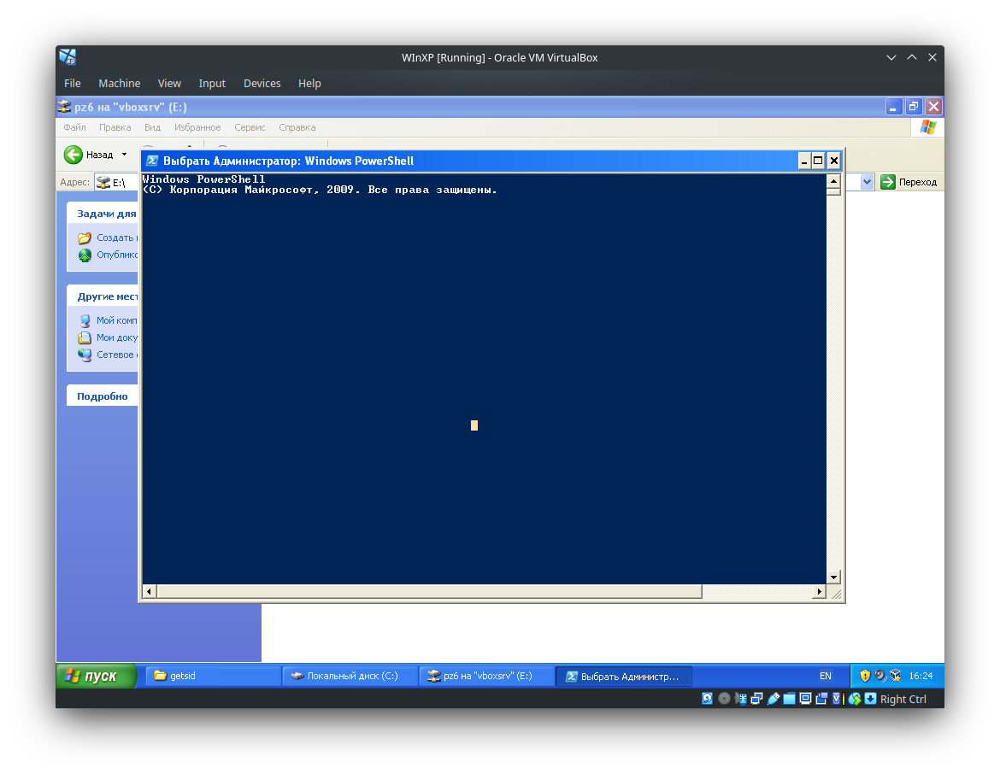 WInXP [Running] - Oracle VM VirtualBox
File Machine View Input Devices Help
pz6 на "vboxsrv" (E:)
Файл Правка Вид Избранное Сервис Справка
Назад
Выбрать Администратор: Windows PowerShell
Адрес: E:\ Переход
Windows PowerShell
(C) Корпорация Майкрософт, 2009. Все права защищены.
Задачи для
Создать
Опублико
Другие мест
Мой комп
Мои доку
Сетевое
Подробно
пуск getsid Локальный диск (C:) pz6 на "vboxsrv" (E:) Выбрать Администр... EN 16:24
Right Ctrl